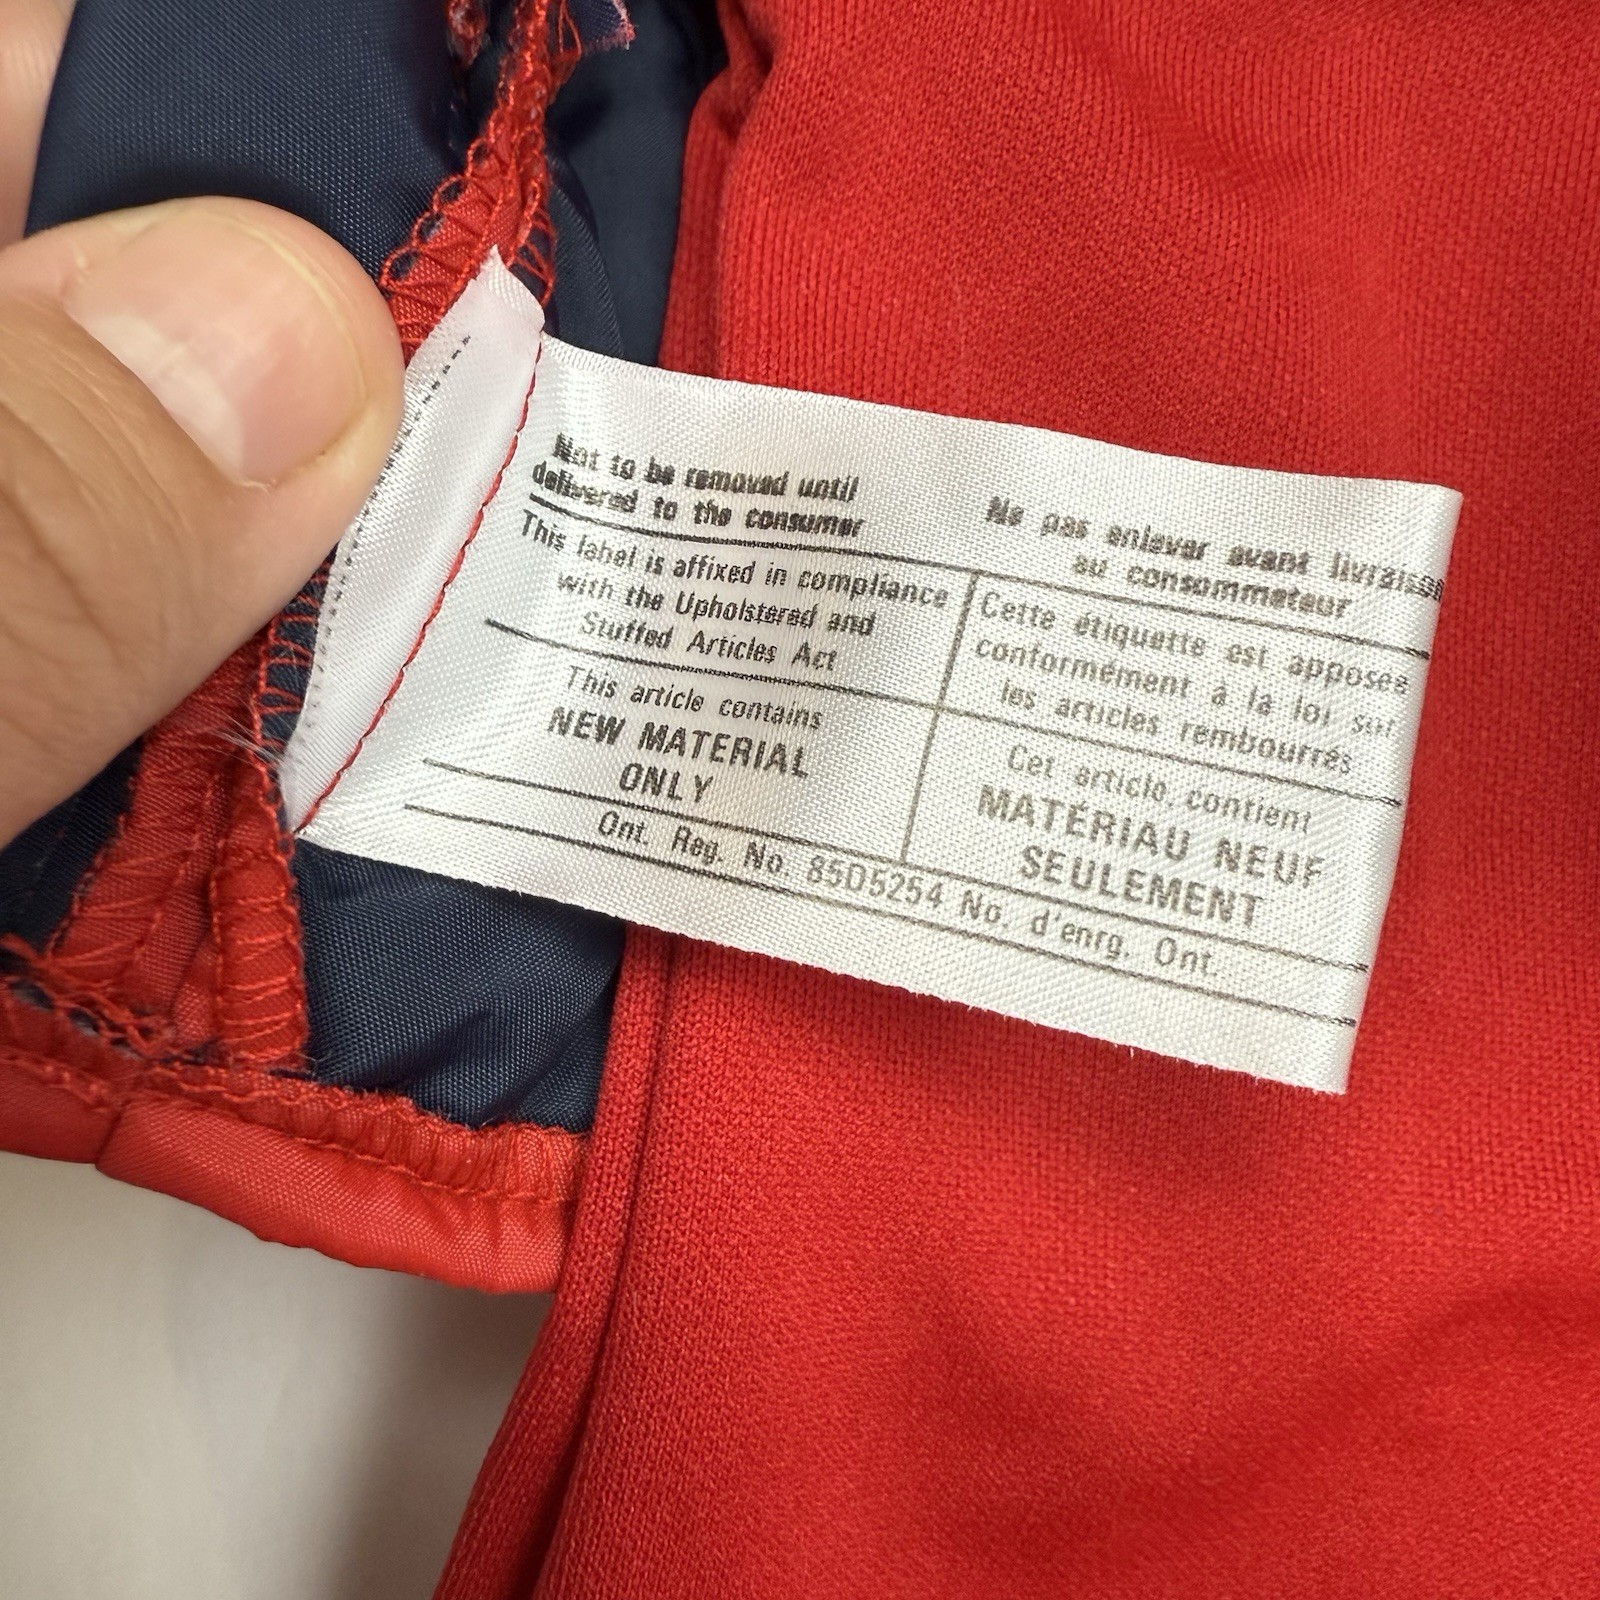 Not to be removed until
delivered to the consumer
Ne pas enlever avant livraison
au consommateur
This label is affixed in compliance
with the Upholstered and
Stuffed Articles Act
Cette étiquette est apposée
conformément à la loi sur
les articles rembourrés
This article contains
NEW MATERIAL
ONLY
Cet article contient
MATÉRIAU NEUF
SEULEMENT
Ont. Reg. No. 85D5254 No. d'enrg. Ont.